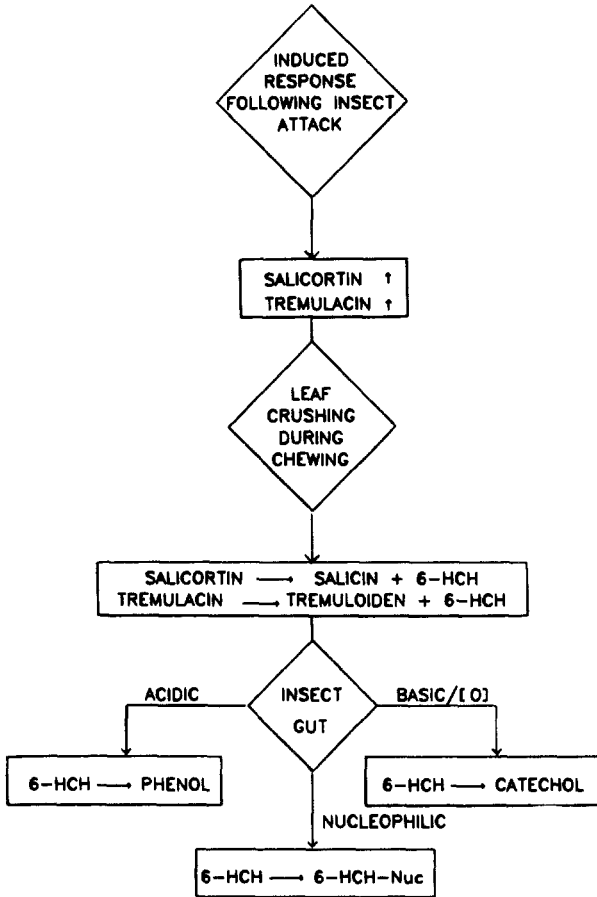 INDUCED
RESPONSE
FOLLOWING INSECT
ATTACK
SALICORTIN ↑
TREMULACIN ↑
LEAF
CRUSHING
DURING
CHEWING
SALICORTIN → SALICIN + 6-HCH
TREMULACIN → TREMULOIDEN + 6-HCH
ACIDIC
INSECT
GUT
BASIC/[O]
6-HCH → PHENOL
6-HCH → CATECHOL
NUCLEOPHILIC
6-HCH → 6-HCH-Nuc